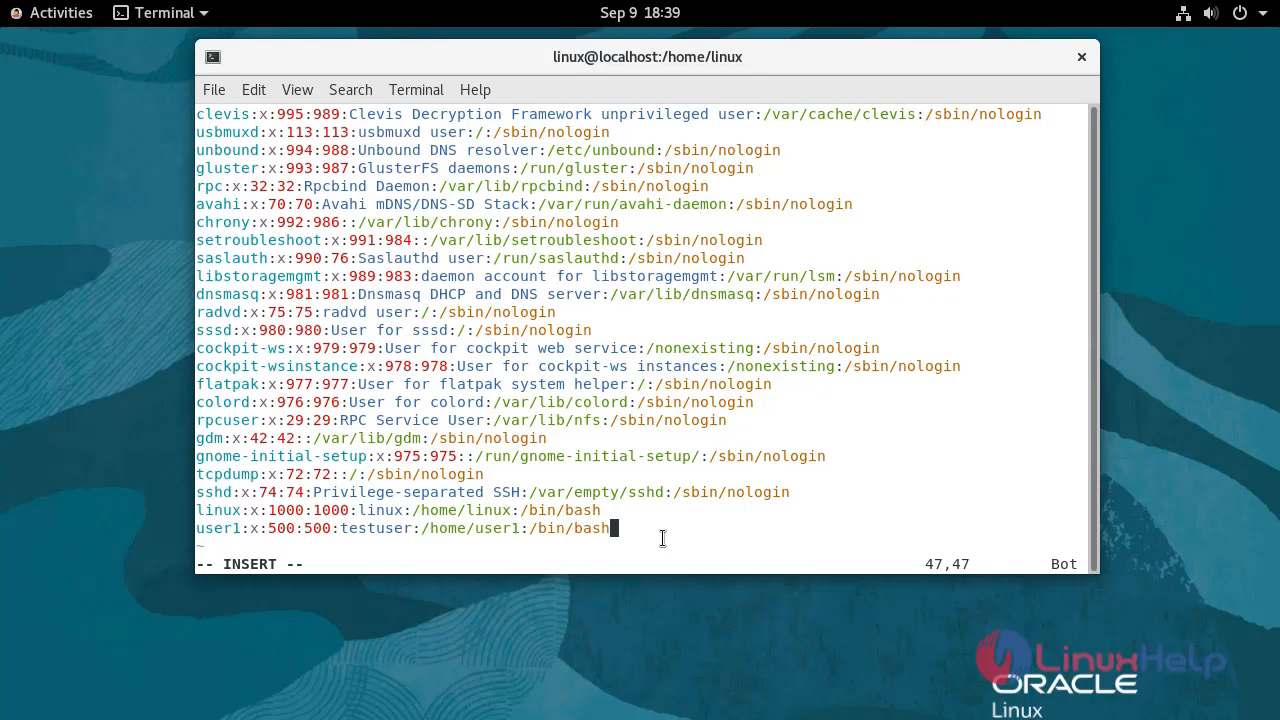 Activities
Terminal
Sep 9 18:39
linux@localhost:/home/linux
File Edit View Search Terminal Help
clevis:x:995:989:Clevis Decryption Framework unprivileged user:/var/cache/clevis:/sbin/nologin
usbmuxd:x:113:113:usbmuxd user:/:/sbin/nologin
unbound:x:994:988:Unbound DNS resolver:/etc/unbound:/sbin/nologin
gluster:x:993:987:GlusterFS daemons:/run/gluster:/sbin/nologin
rpc:x:32:32:Rpcbind Daemon:/var/lib/rpcbind:/sbin/nologin
avahi:x:70:70:Avahi mDNS/DNS-SD Stack:/var/run/avahi-daemon:/sbin/nologin
chrony:x:992:986::/var/lib/chrony:/sbin/nologin
setroubleshoot:x:991:984::/var/lib/setroubleshoot:/sbin/nologin
saslauth:x:990:76:Saslauthd user:/run/saslauthd:/sbin/nologin
libstoragemgmt:x:989:983:daemon account for libstoragemgmt:/var/run/lsm:/sbin/nologin
dnsmasq:x:981:981:Dnsmasq DHCP and DNS server:/var/lib/dnsmasq:/sbin/nologin
radvd:x:75:75:radvd user:/:/sbin/nologin
sssd:x:980:980:User for sssd:/:/sbin/nologin
cockpit-ws:x:979:979:User for cockpit web service:/nonexisting:/sbin/nologin
cockpit-wsinstance:x:978:978:User for cockpit-ws instances:/nonexisting:/sbin/nologin
flatpak:x:977:977:User for flatpak system helper:/:/sbin/nologin
colord:x:976:976:User for colord:/var/lib/colord:/sbin/nologin
rpcuser:x:29:29:RPC Service User:/var/lib/nfs:/sbin/nologin
gdm:x:42:42::/var/lib/gdm:/sbin/nologin
gnome-initial-setup:x:975:975::/run/gnome-initial-setup/:/sbin/nologin
tcpdump:x:72:72::/:/sbin/nologin
sshd:x:74:74:Privilege-separated SSH:/var/empty/sshd:/sbin/nologin
linux:x:1000:1000:linux:/home/linux:/bin/bash
user1:x:500:500:testuser:/home/user1:/bin/bash
~
-- INSERT -- 47,47 Bot
LinuxHelp
ORACLE
Linux